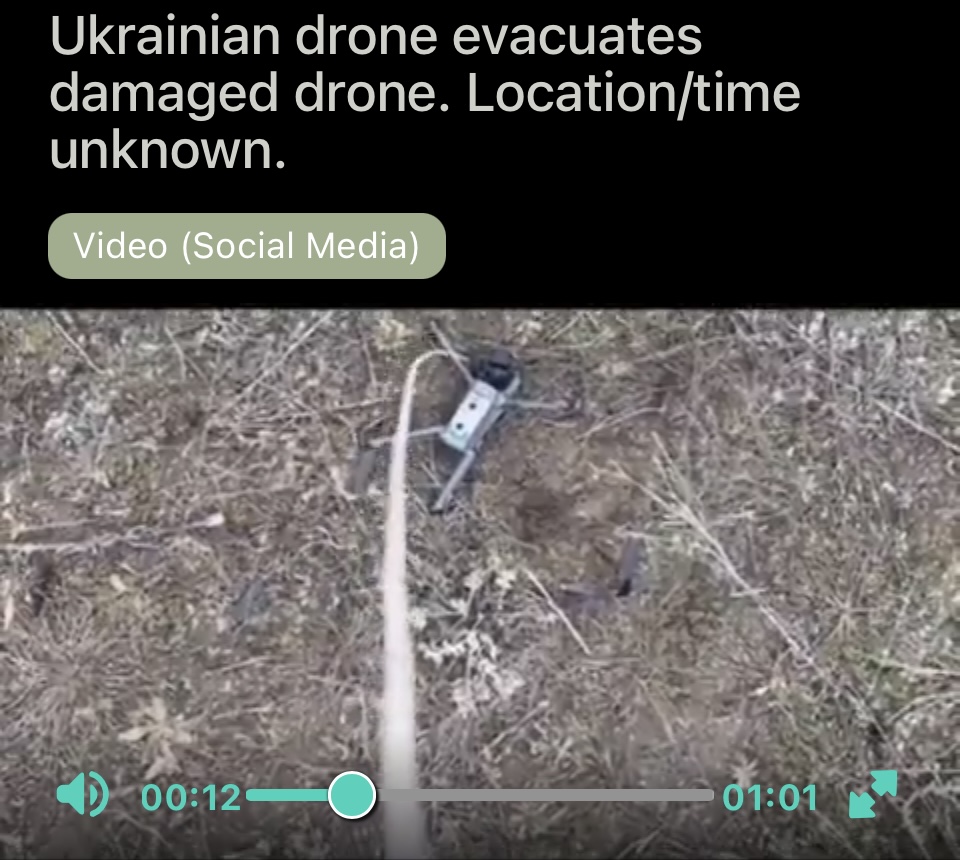 Ukrainian drone evacuates
damaged drone. Location/time
unknown.
Video (Social Media)
00:12
01:01